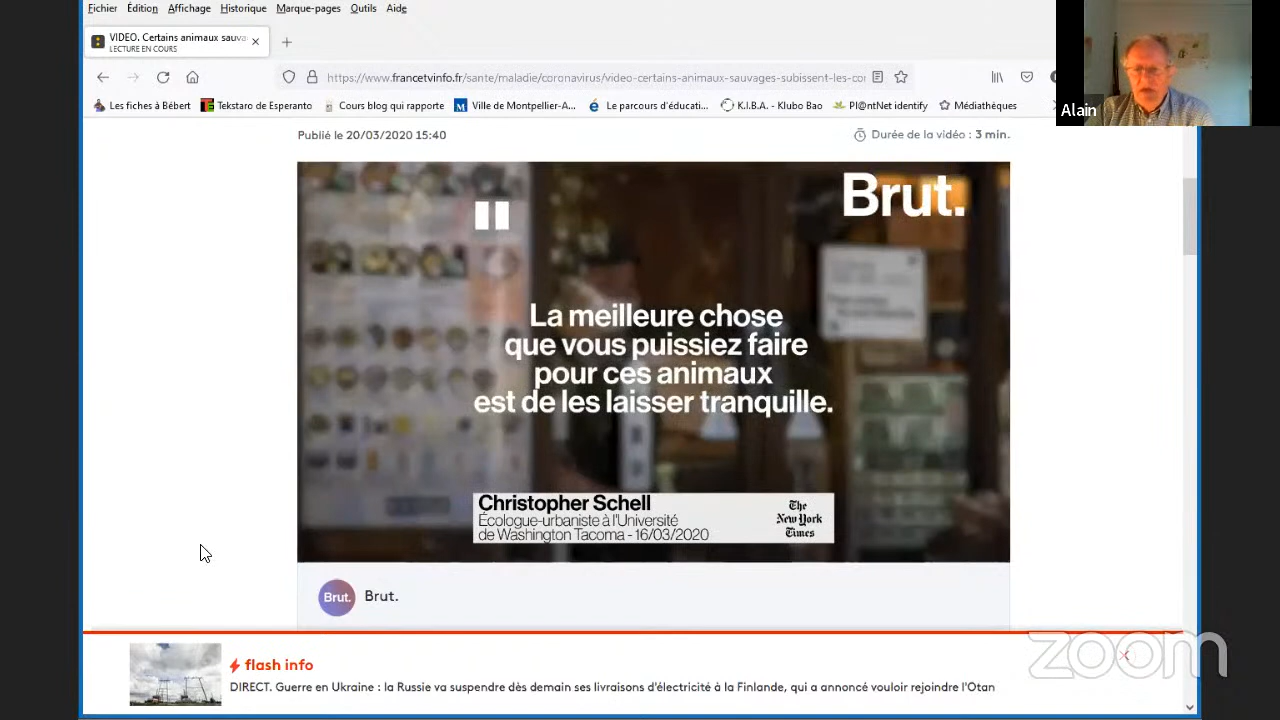 Fichier Édition Affichage Historique Marque-pages Outils Aide
VIDEO. Certains animaux sauva
LECTURE EN COURS
https://www.francetvinfo.fr/sante/maladie/coronavirus/video-certains-animaux-sauvages-subissent-les-co
Les fiches à Bébert Tekstaro de Esperanto Cours blog qui rapporte Ville de Montpellier-A... Le parcours d'éducati... K.I.B.A. - Klubo Bao Pl@ntNet identify Médiathèques
Alain
Publié le 20/03/2020 15:40 Durée de la vidéo : 3 min.
Brut.
La meilleure chose
que vous puissiez faire
pour ces animaux
est de les laisser tranquille.
Christopher Schell
Écologue-urbaniste à l'Université
de Washington Tacoma - 16/03/2020
The
New York
Times
Brut. Brut.
flash info
DIRECT. Guerre en Ukraine : la Russie va suspendre dès demain ses livraisons d'électricité à la Finlande, qui a annoncé vouloir rejoindre l'Otan
zoom